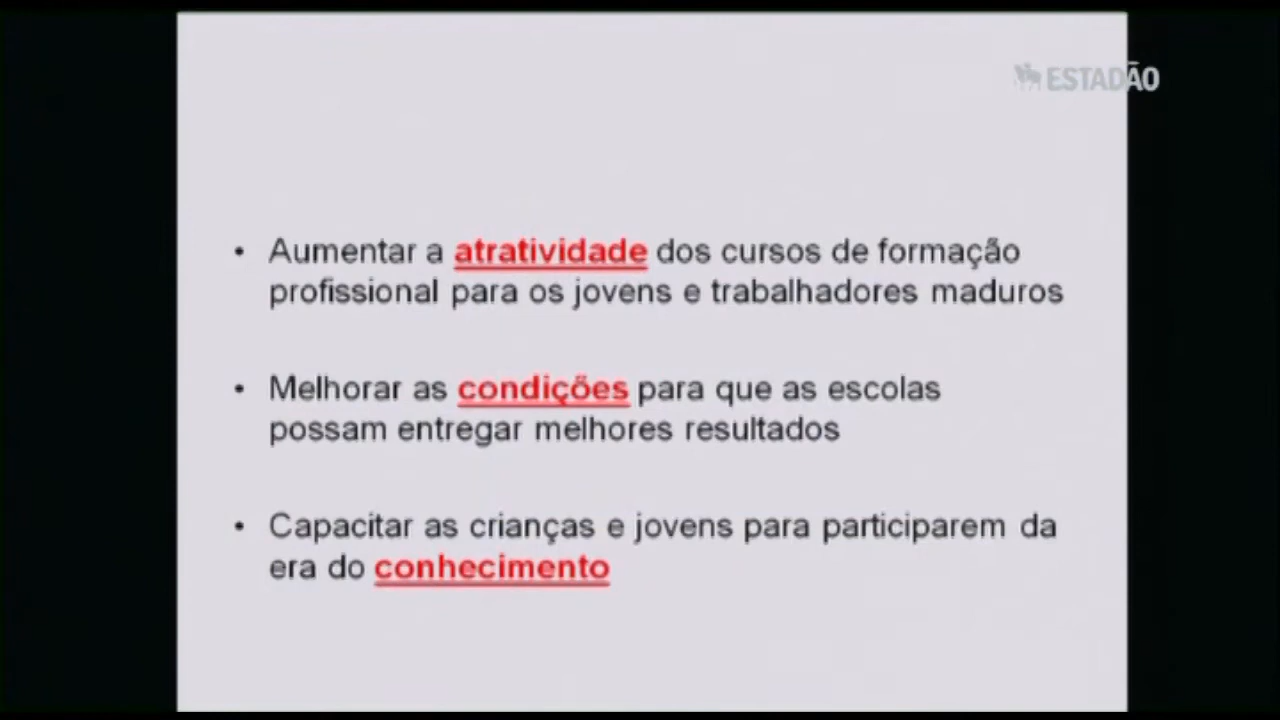 ESTADÃO
• Aumentar a atratividade dos cursos de formação
profissional para os jovens e trabalhadores maduros
• Melhorar as condições para que as escolas
possam entregar melhores resultados
• Capacitar as crianças e jovens para participarem da
era do conhecimento